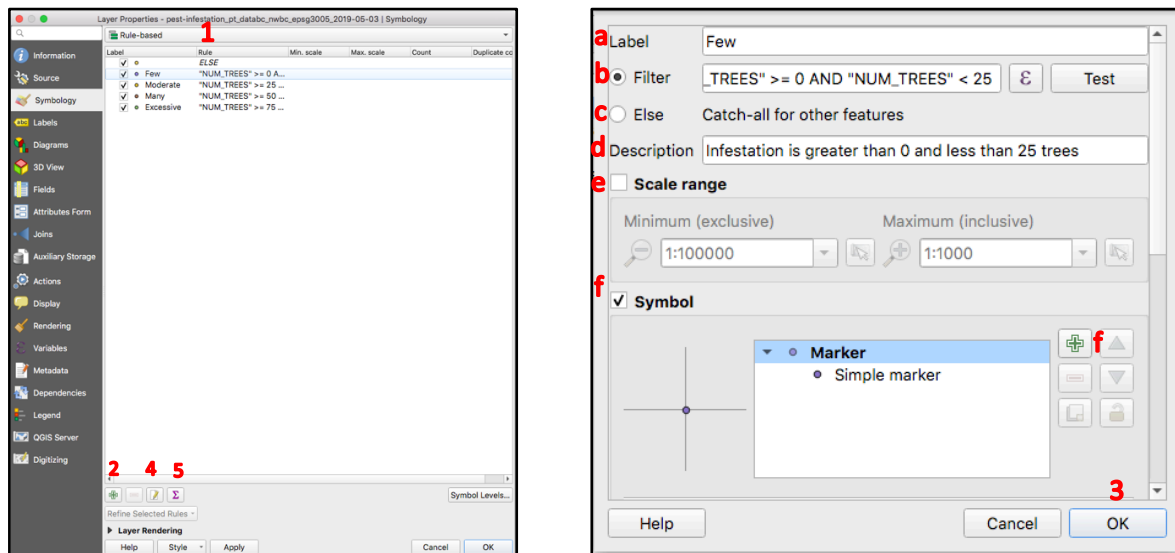 Layer Properties - pest-infestation_pt_databc_nwbc_epsg3005_2019-05-03 | Symbology
1
Rule-based
Information
Source
Symbology
Labels
Diagrams
3D View
Fields
Attributes Form
Joins
Auxiliary Storage
Actions
Display
Rendering
Variables
Metadata
Dependencies
Legend
QGIS Server
Digitizing
Label Rule Min. scale Max. scale Count Duplicate co
ELSE
Few "NUM_TREES" >= 0 A...
Moderate "NUM_TREES" >= 25 ...
Many "NUM_TREES" >= 50 ...
Excessive "NUM_TREES" >= 75 ...
2 4 5
Σ
Symbol Levels...
Refine Selected Rules
Layer Rendering
Help Style Apply Cancel OK
a Label Few
b Filter _TREES" >= 0 AND "NUM_TREES" < 25 ε Test
c Else Catch-all for other features
d Description Infestation is greater than 0 and less than 25 trees
e Scale range
Minimum (exclusive) Maximum (inclusive)
1:100000 1:1000
f Symbol
Marker f
Simple marker
3
Help Cancel OK